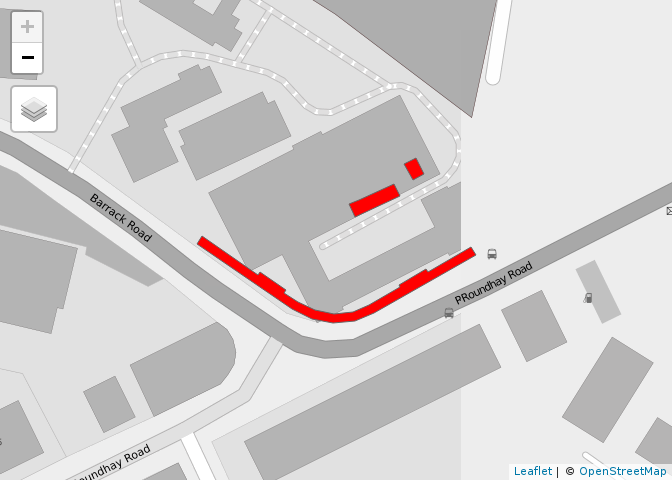 +
−
Barrack Road
PRoundhay Road
oundhay Road
Leaflet | © OpenStreetMap